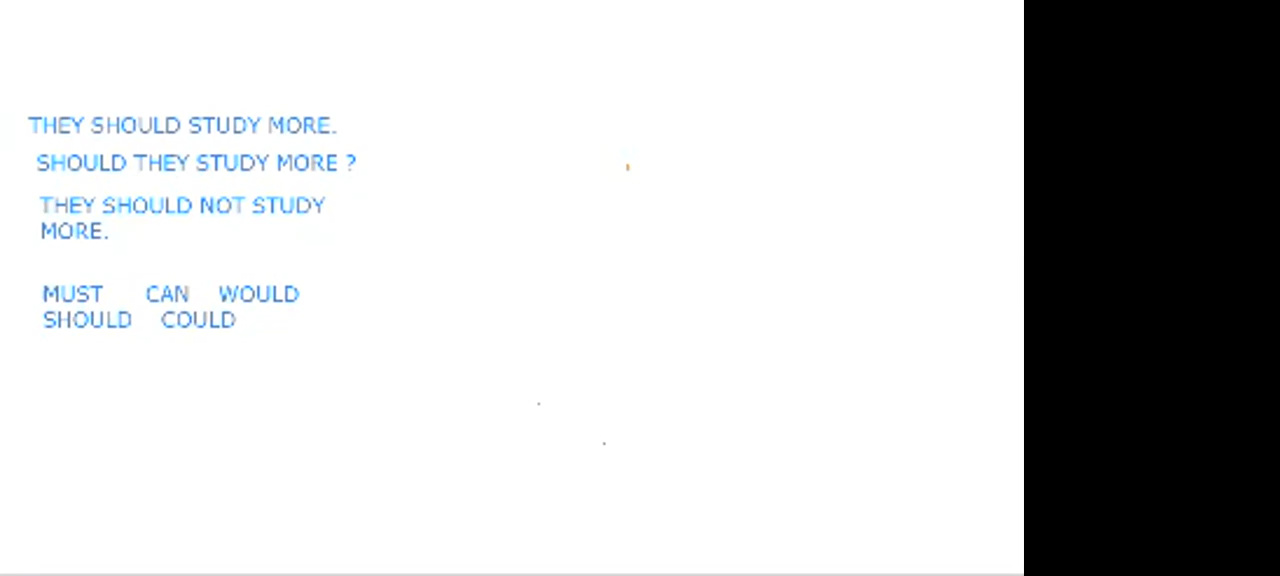 THEY SHOULD STUDY MORE.
SHOULD THEY STUDY MORE ?
THEY SHOULD NOT STUDY
MORE.
MUST CAN WOULD
SHOULD COULD